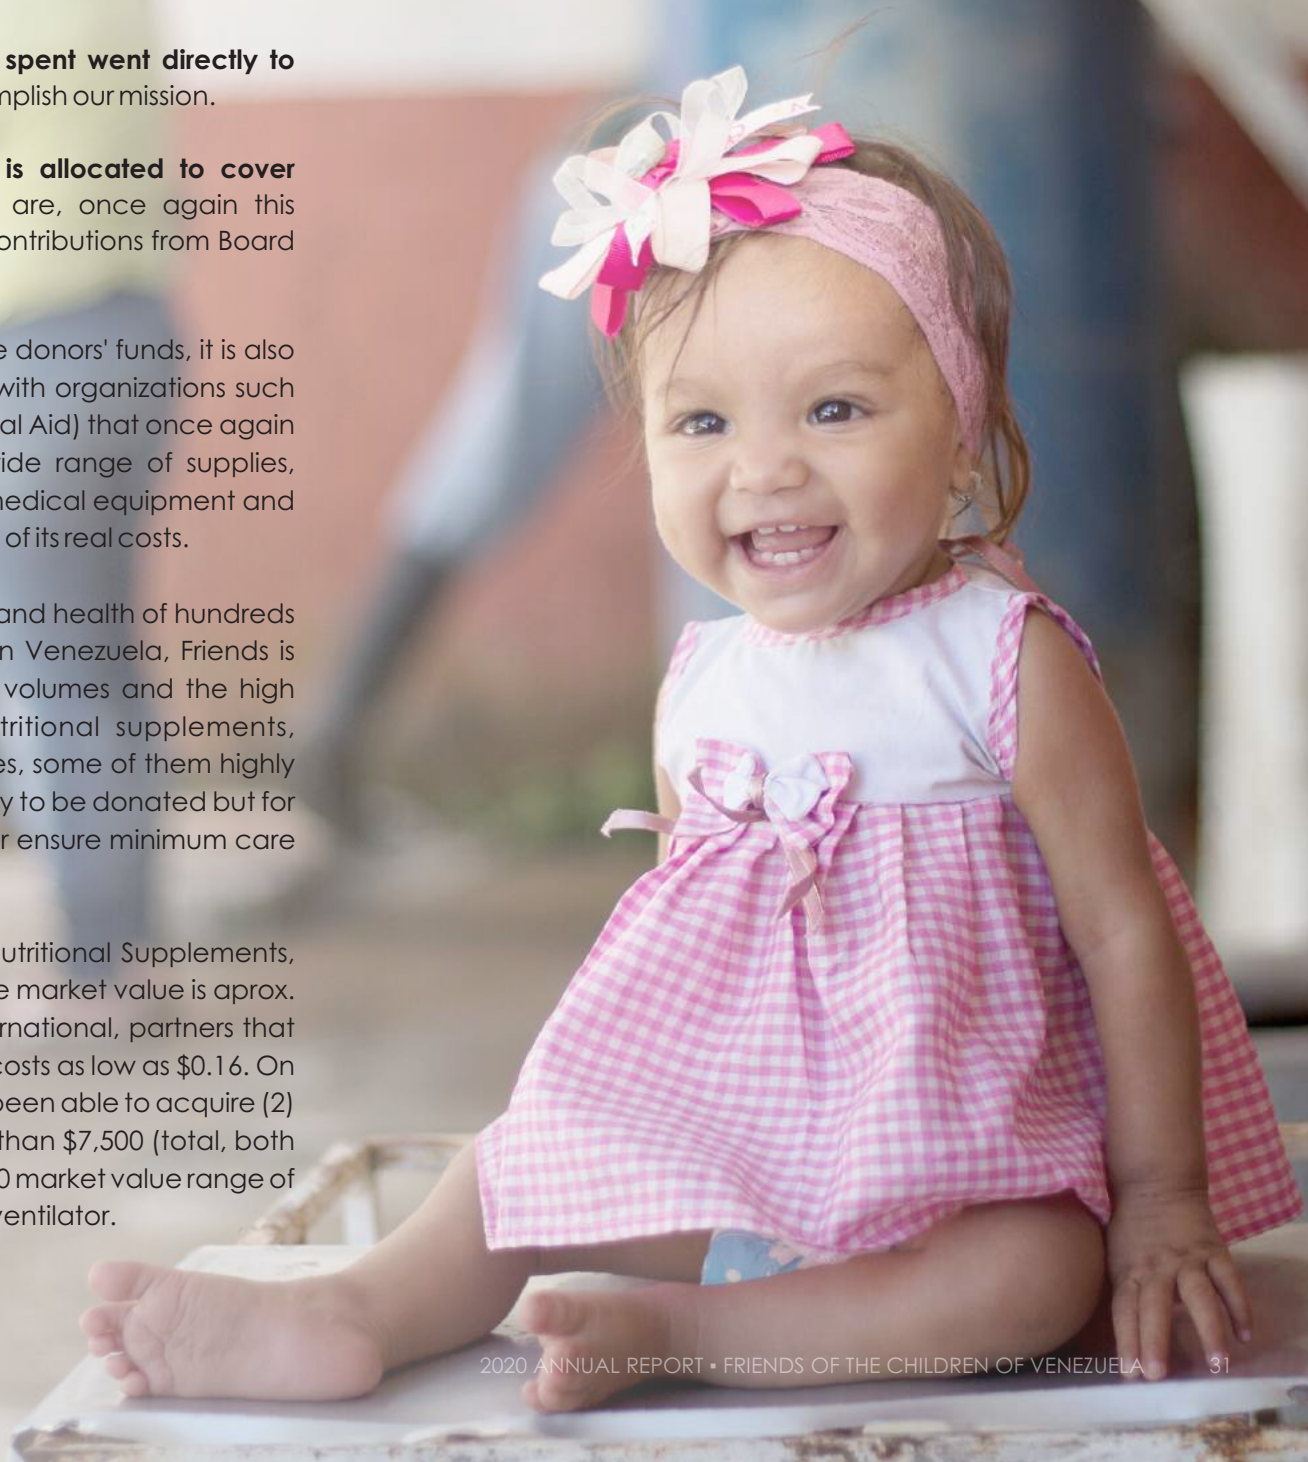 spent went directly to
mplish our mission.
is allocated to cover
are, once again this
ontributions from Board
e donors' funds, it is also
with organizations such
al Aid) that once again
ide range of supplies,
nedical equipment and
of its real costs.
and health of hundreds
n Venezuela, Friends is
volumes and the high
tritional supplements,
es, some of them highly
y to be donated but for
r ensure minimum care
utritional Supplements,
e market value is aprox.
rnational, partners that
costs as low as $0.16. On
been able to acquire (2)
than $7,500 (total, both
0 market value range of
ventilator.
2020 ANNUAL REPORT ▪ FRIENDS OF THE CHILDREN OF VENEZUELA 31